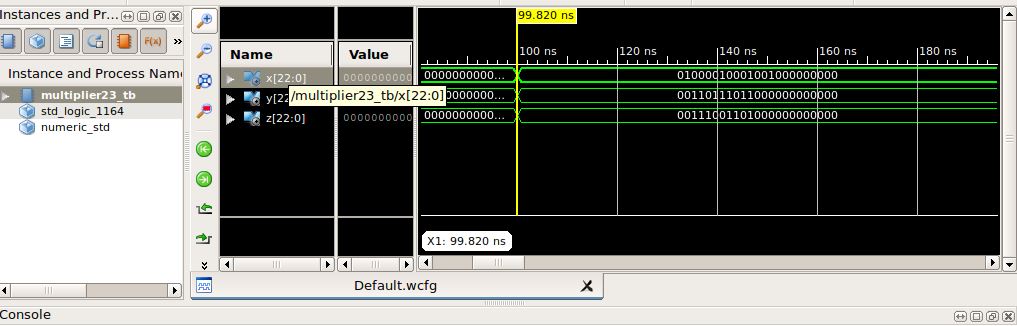 Instances and Pr...
F(x)
»
Instance and Process Name
multiplier23_tb
std_logic_1164
numeric_std
Name
Value
x[22:0]
0000000000
/multiplier23_tb/x[22:0]
z[22:0]
0000000000
99.820 ns
100 ns
120 ns
140 ns
160 ns
180 ns
0000000000...
01000010001001000000000
00110111011000000000000
0000000000...
00111001101000000000000
X1: 99.820 ns
Default.wcfg
Console